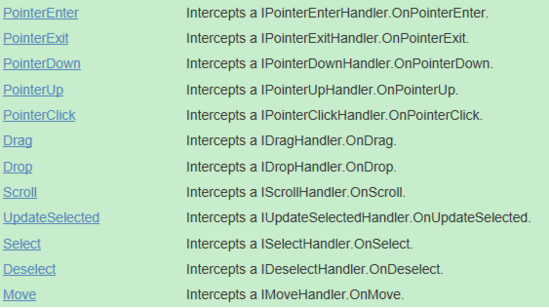 PointerEnter Intercepts a IPointerEnterHandler.OnPointerEnter.
PointerExit Intercepts a IPointerExitHandler.OnPointerExit.
PointerDown Intercepts a IPointerDownHandler.OnPointerDown.
PointerUp Intercepts a IPointerUpHandler.OnPointerUp.
PointerClick Intercepts a IPointerClickHandler.OnPointerClick.
Drag Intercepts a IDragHandler.OnDrag.
Drop Intercepts a IDropHandler.OnDrop.
Scroll Intercepts a IScrollHandler.OnScroll.
UpdateSelected Intercepts a IUpdateSelectedHandler.OnUpdateSelected.
Select Intercepts a ISelectHandler.OnSelect.
Deselect Intercepts a IDeselectHandler.OnDeselect.
Move Intercepts a IMoveHandler.OnMove.